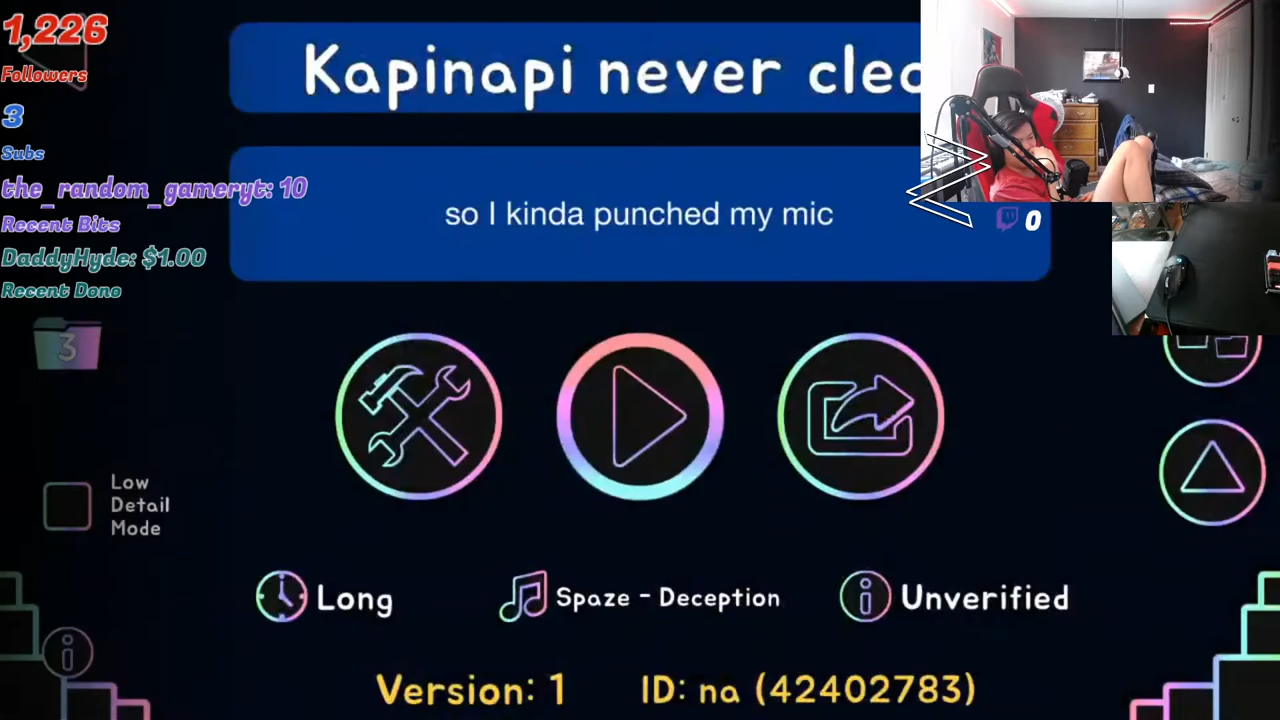 1,226
Followers
3
Subs
the_random_gameryt: 10
Recent Bits
DaddyHyde: $1.00
Recent Dono
Kapinapi never
so I kinda punched my mic
0
3
Low
Detail
Mode
Long
Spaze - Deception
Unverified
Version: 1
ID: na (42402783)